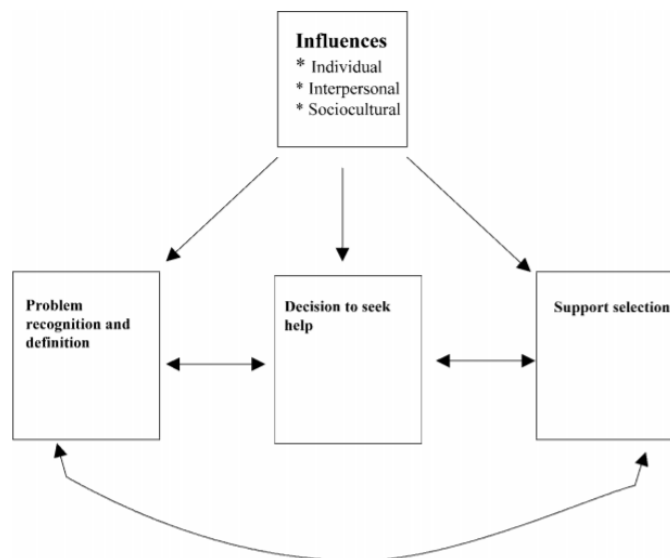 Influences
* Individual
* Interpersonal
* Sociocultural
Problem
recognition and
definition
Decision to seek
help
Support selection